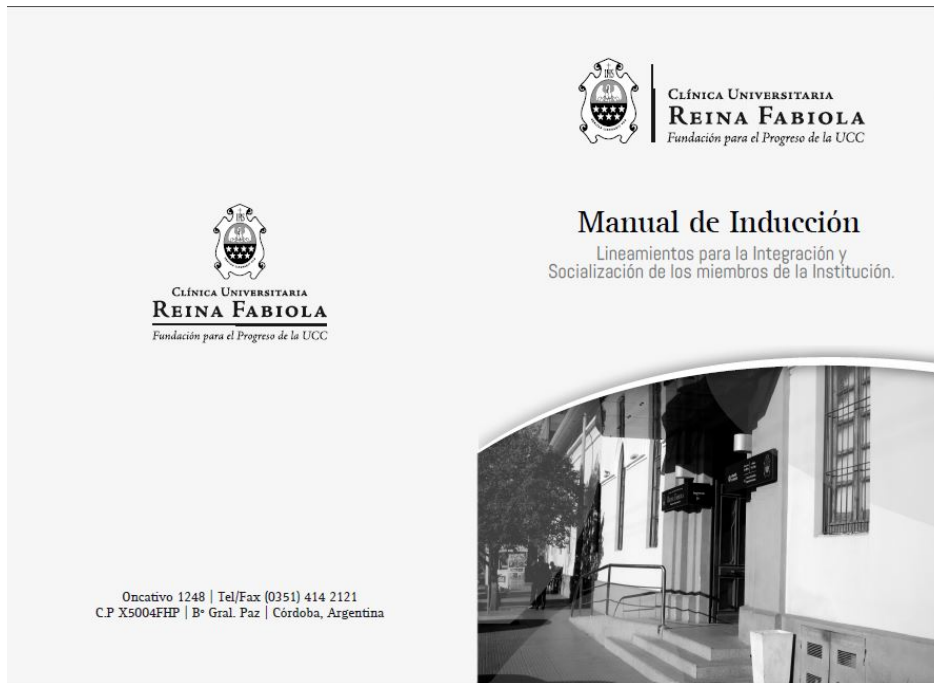 CLÍNICA UNIVERSITARIA
REINA FABIOLA
Fundación para el Progreso de la UCC
Oncativo 1248 | Tel/Fax (0351) 414 2121
C.P X5004FHP | Bº Gral. Paz | Córdoba, Argentina
IHS
CLÍNICA UNIVERSITARIA
REINA FABIOLA
Fundación para el Progreso de la UCC
Manual de Inducción
Lineamientos para la Integración y
Socialización de los miembros de la Institución.